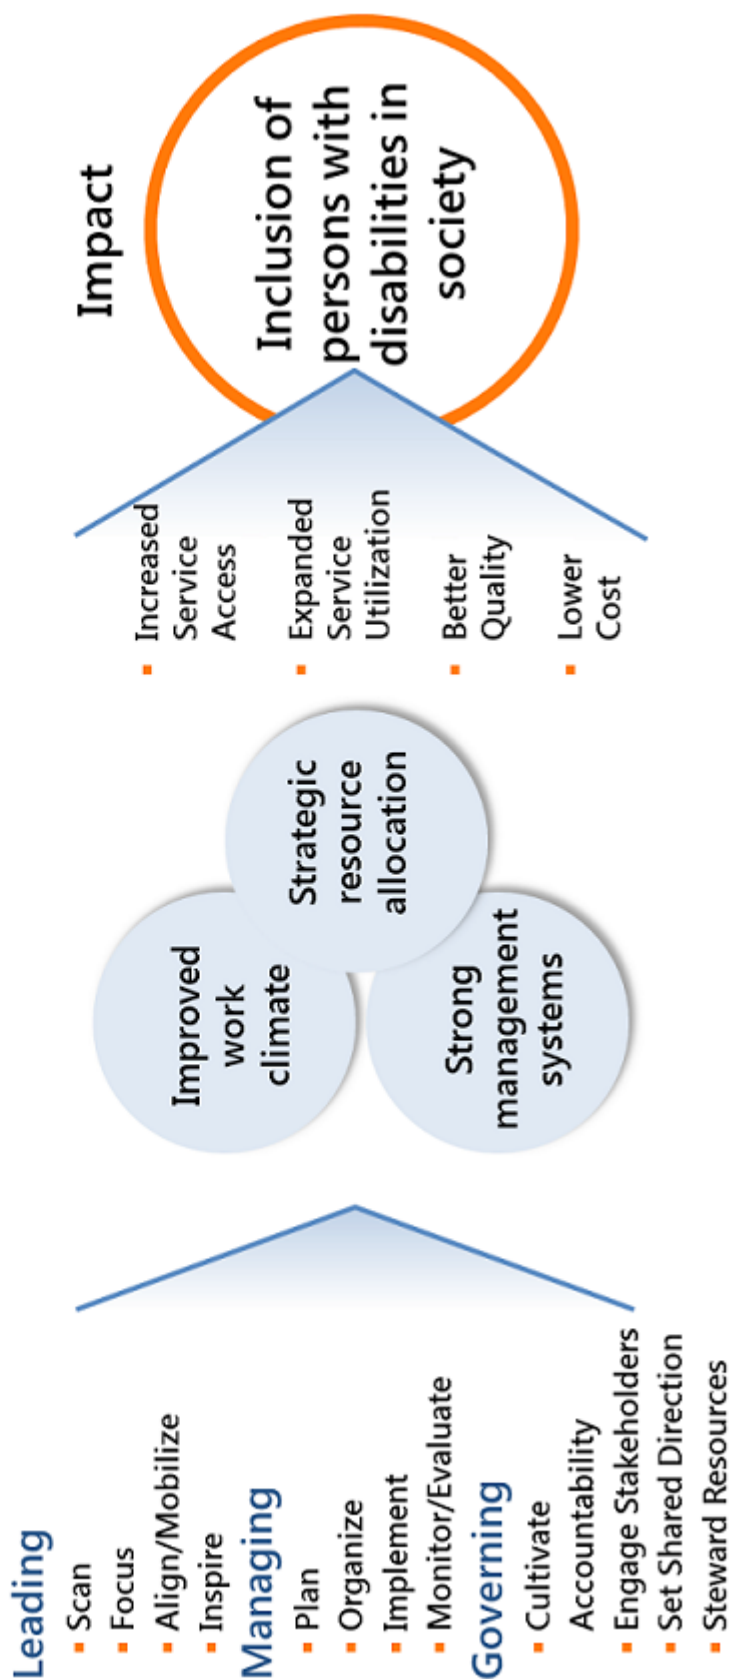 Leading
▪ Scan
▪ Focus
▪ Align/Mobilize
▪ Inspire
Managing
▪ Plan
▪ Organize
▪ Implement
▪ Monitor/Evaluate
Governing
▪ Cultivate
Accountability
▪ Engage Stakeholders
▪ Set Shared Direction
▪ Steward Resources
Improved
work
climate
Strong
management
systems
Strategic
resource
allocation
▪ Increased
Service
Access
▪ Expanded
Service
Utilization
▪ Better
Quality
▪ Lower
Cost
Impact
Inclusion of
persons with
disabilities in
society